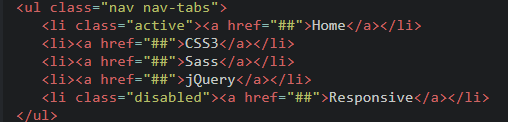 <ul class="nav nav-tabs">
<li class="active"><a href="##">Home</a></li>
<li><a href="##">CSS3</a></li>
<li><a href="##">Sass</a></li>
<li><a href="##">jQuery</a></li>
<li class="disabled"><a href="##">Responsive</a></li>
</ul>